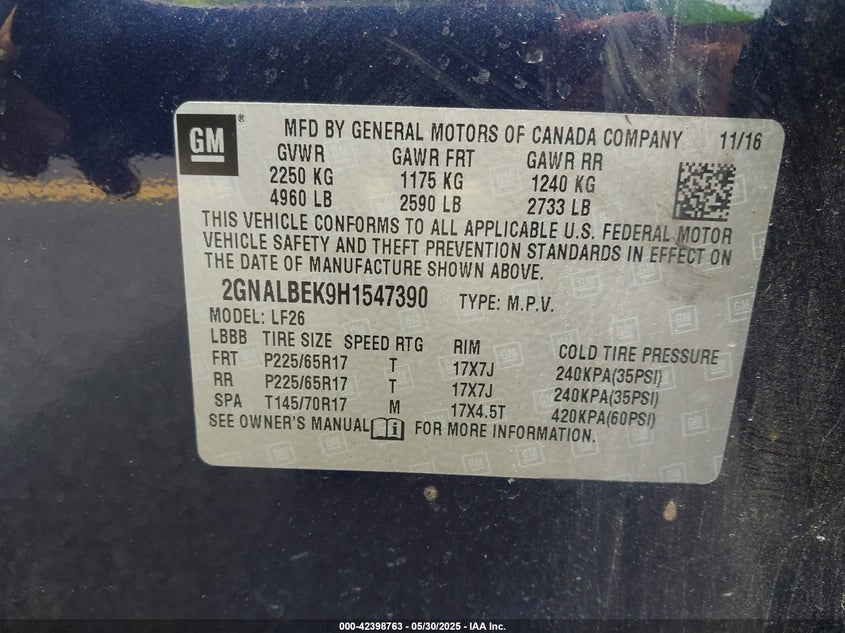 GM ® MFD BY GENERAL MOTORS OF CANADA COMPANY 11/16
GVWR GAWR FRT GAWR RR
2250 KG 1175 KG 1240 KG
4960 LB 2590 LB 2733 LB
THIS VEHICLE CONFORMS TO ALL APPLICABLE U.S. FEDERAL MOTOR
VEHICLE SAFETY AND THEFT PREVENTION STANDARDS IN EFFECT ON
THE DATE OF MANUFACTURE SHOWN ABOVE.
2GNALBEK9H1547390 TYPE: M.P.V.
MODEL: LF26
LBBB TIRE SIZE SPEED RTG RIM COLD TIRE PRESSURE
FRT P225/65R17 T 17X7J 240KPA(35PSI)
RR P225/65R17 T 17X7J 240KPA(35PSI)
SPA T145/70R17 M 17X4.5T 420KPA(60PSI)
SEE OWNER'S MANUAL i FOR MORE INFORMATION.
000-42398763 - 05/30/2025 - IAA Inc.